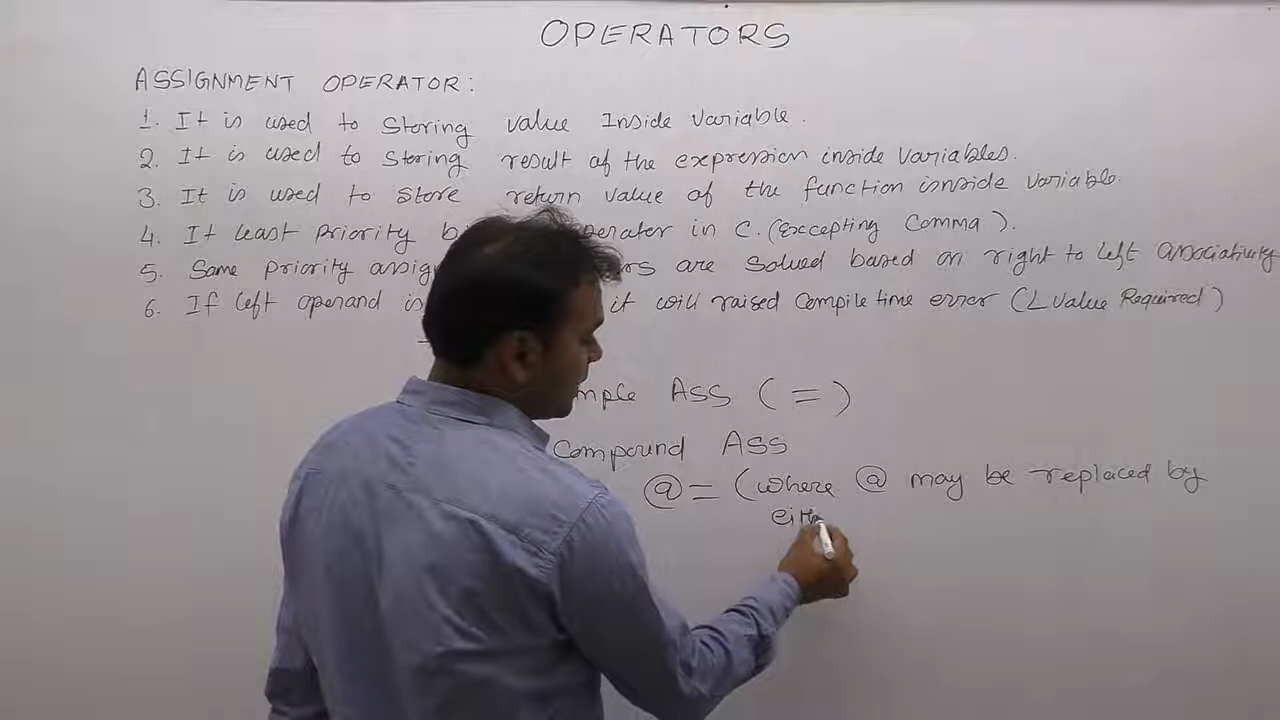 OPERATORS
ASSIGNMENT OPERATOR:
1. It is used to Storing value Inside Variable.
2. It is used to Storing result of the expression inside Variables.
3. It is used to Store return value of the function inside variable.
4. It least Priority in C. (Excepting Comma).
5. Same priority are Solved based on right to left associativity
6. If left operand is it will raised Compile time error (L value Required)
ASS (=)
Compound ASS
@= (where @ may be replaced by